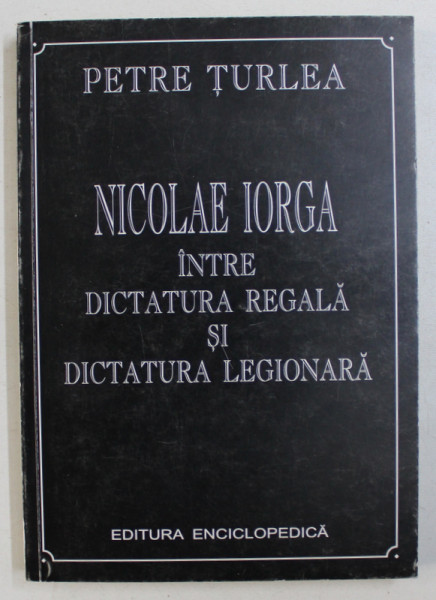 PETRE ȚURLEA
NICOLAE IORGA
ÎNTRE
DICTATURA REGALĂ
ȘI
DICTATURA LEGIONARĂ
EDITURA ENCICLOPEDICĂ